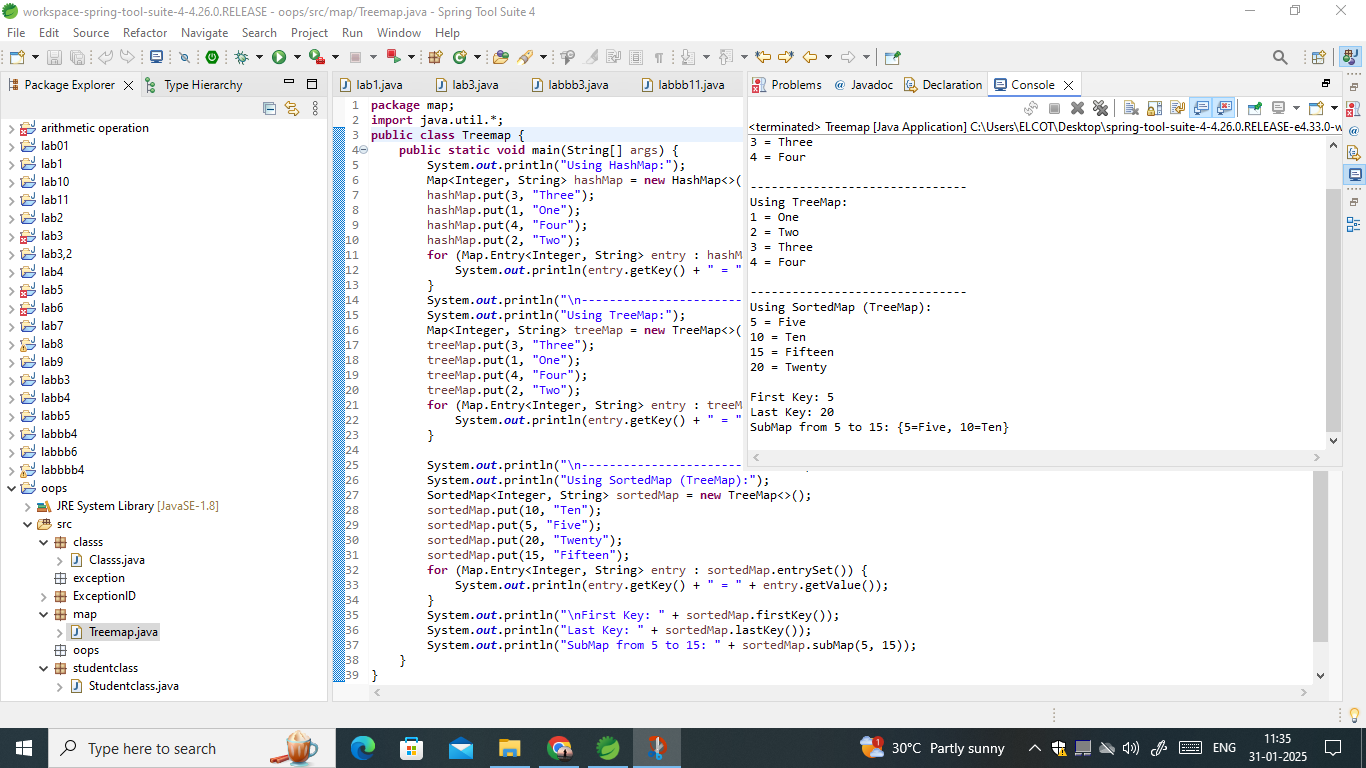 workspace-spring-tool-suite-4-4.26.0.RELEASE - oops/src/map/Treemap.java - Spring Tool Suite 4
File Edit Source Refactor Navigate Search Project Run Window Help
Package Explorer Type Hierarchy
arithmetic operation
lab01
lab1
lab10
lab11
lab2
lab3
lab3,2
lab4
lab5
lab6
lab7
lab8
lab9
labb3
labb4
labb5
labbb4
labbb6
labbbb4
oops
JRE System Library [JavaSE-1.8]
src
classs
Classs.java
exception
ExceptionID
map
Treemap.java
oops
studentclass
Studentclass.java
lab1.java lab3.java labbb3.java labbb11.java
1 package map;
2 import java.util.*;
3 public class Treemap {
4 public static void main(String[] args) {
5 System.out.println("Using HashMap:");
6 Map<Integer, String> hashMap = new HashMap<>(
7 hashMap.put(3, "Three");
8 hashMap.put(1, "One");
9 hashMap.put(4, "Four");
10 hashMap.put(2, "Two");
11 for (Map.Entry<Integer, String> entry : hashM
12 System.out.println(entry.getKey() + " = "
13 }
14 System.out.println("\n-----------------------
15 System.out.println("Using TreeMap:");
16 Map<Integer, String> treeMap = new TreeMap<>(
17 treeMap.put(3, "Three");
18 treeMap.put(1, "One");
19 treeMap.put(4, "Four");
20 treeMap.put(2, "Two");
21 for (Map.Entry<Integer, String> entry : treeM
22 System.out.println(entry.getKey() + " = "
23 }
24
25 System.out.println("\n-----------------------
26 System.out.println("Using SortedMap (TreeMap):");
27 SortedMap<Integer, String> sortedMap = new TreeMap<>();
28 sortedMap.put(10, "Ten");
29 sortedMap.put(5, "Five");
30 sortedMap.put(20, "Twenty");
31 sortedMap.put(15, "Fifteen");
32 for (Map.Entry<Integer, String> entry : sortedMap.entrySet()) {
33 System.out.println(entry.getKey() + " = " + entry.getValue());
34 }
35 System.out.println("\nFirst Key: " + sortedMap.firstKey());
36 System.out.println("Last Key: " + sortedMap.lastKey());
37 System.out.println("SubMap from 5 to 15: " + sortedMap.subMap(5, 15));
38 }
39 }
Problems @ Javadoc Declaration Console
<terminated> Treemap [Java Application] C:\Users\ELCOT\Desktop\spring-tool-suite-4-4.26.0.RELEASE-e4.33.0-w
3 = Three
4 = Four
-------------------------------
Using TreeMap:
1 = One
2 = Two
3 = Three
4 = Four
-------------------------------
Using SortedMap (TreeMap):
5 = Five
10 = Ten
15 = Fifteen
20 = Twenty
First Key: 5
Last Key: 20
SubMap from 5 to 15: {5=Five, 10=Ten}
Type here to search
30°C Partly sunny
ENG
11:35
31-01-2025